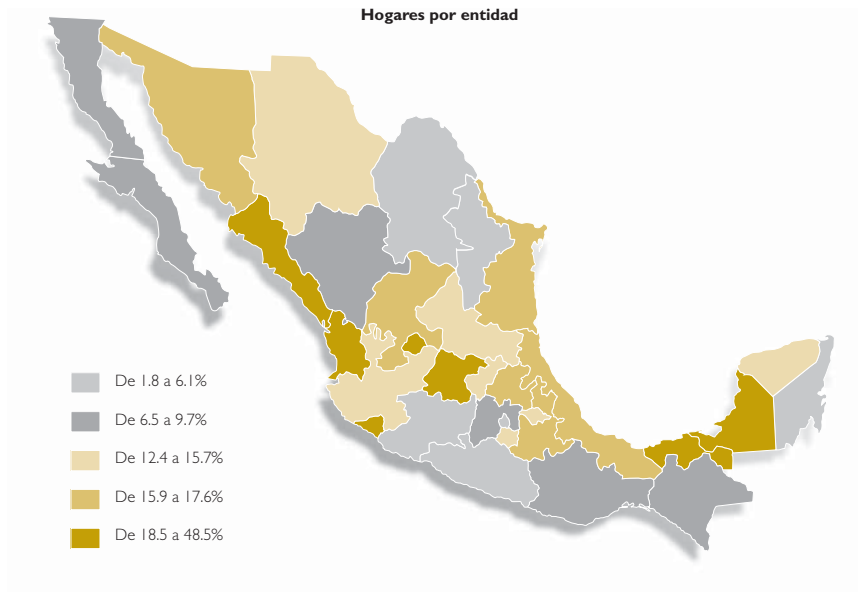 Hogares por entidad
De 1.8 a 6.1%
De 6.5 a 9.7%
De 12.4 a 15.7%
De 15.9 a 17.6%
De 18.5 a 48.5%